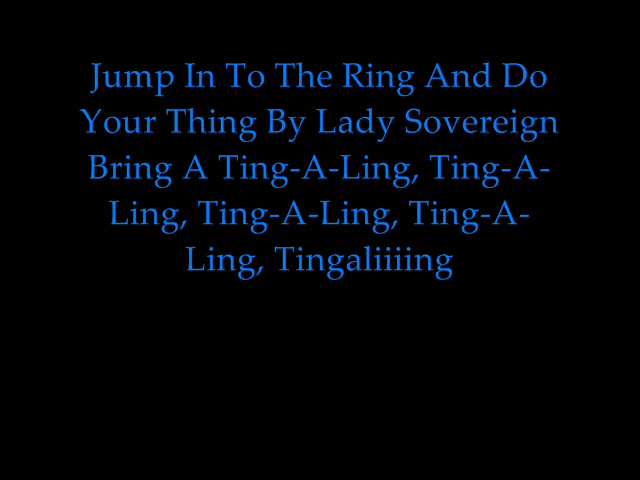 Jump In To The Ring And Do
Your Thing By Lady Sovereign
Bring A Ting-A-Ling, Ting-A-
Ling, Ting-A-Ling, Ting-A-
Ling, Tingaliiiing